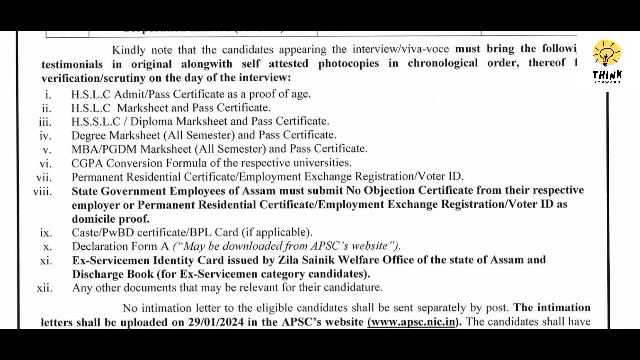 Kindly note that the candidates appearing the interview/viva-voce must bring the
testimonials in original alongwith self attested photocopies in chronological order, thereof
verification/scrutiny on the day of the interview:
i. H.S.L.C Admit/Pass Certificate as a proof of age.
ii. H.S.L.C Marksheet and Pass Certificate.
iii. H.S.S.L.C / Diploma Marksheet and Pass Certificate.
iv. Degree Marksheet (All Semester) and Pass Certificate.
v. MBA/PGDM Marksheet (All Semester) and Pass Certificate.
vi. CGPA Conversion Formula of the respective universities.
vii. Permanent Residential Certificate/Employment Exchange Registration/Voter ID.
viii. State Government Employees of Assam must submit No Objection Certificate from their respective
employer or Permanent Residential Certificate/Employment Exchange Registration/Voter ID as
domicile proof.
ix. Caste/PwBD certificate/BPL Card (if applicable).
x. Declaration Form A (“May be downloaded from APSC’s website”).
xi. Ex-Servicemen Identity Card issued by Zila Sainik Welfare Office of the state of Assam and
Discharge Book (for Ex-Servicemen category candidates).
xii. Any other documents that may be relevant for their candidature.
No intimation letter to the eligible candidates shall be sent separately by post. The intimation
letters shall be uploaded on 29/01/2024 in the APSC’s website (www.apsc.nic.in). The candidates shall have
THINK